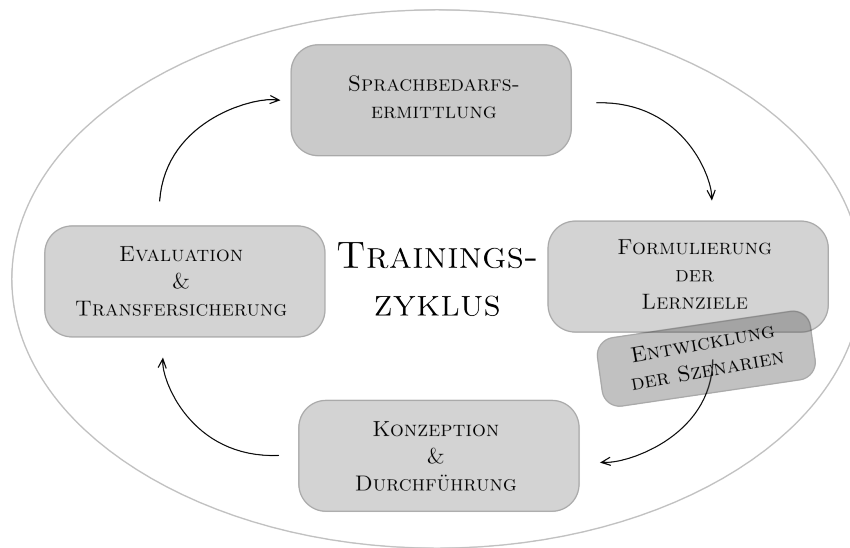 Sprachbedarfs-
ermittlung
Evaluation
&
Transfersicherung
Trainings-
zyklus
Formulierung
der
Lernziele
Entwicklung
der Szenarien
Konzeption
&
Durchführung